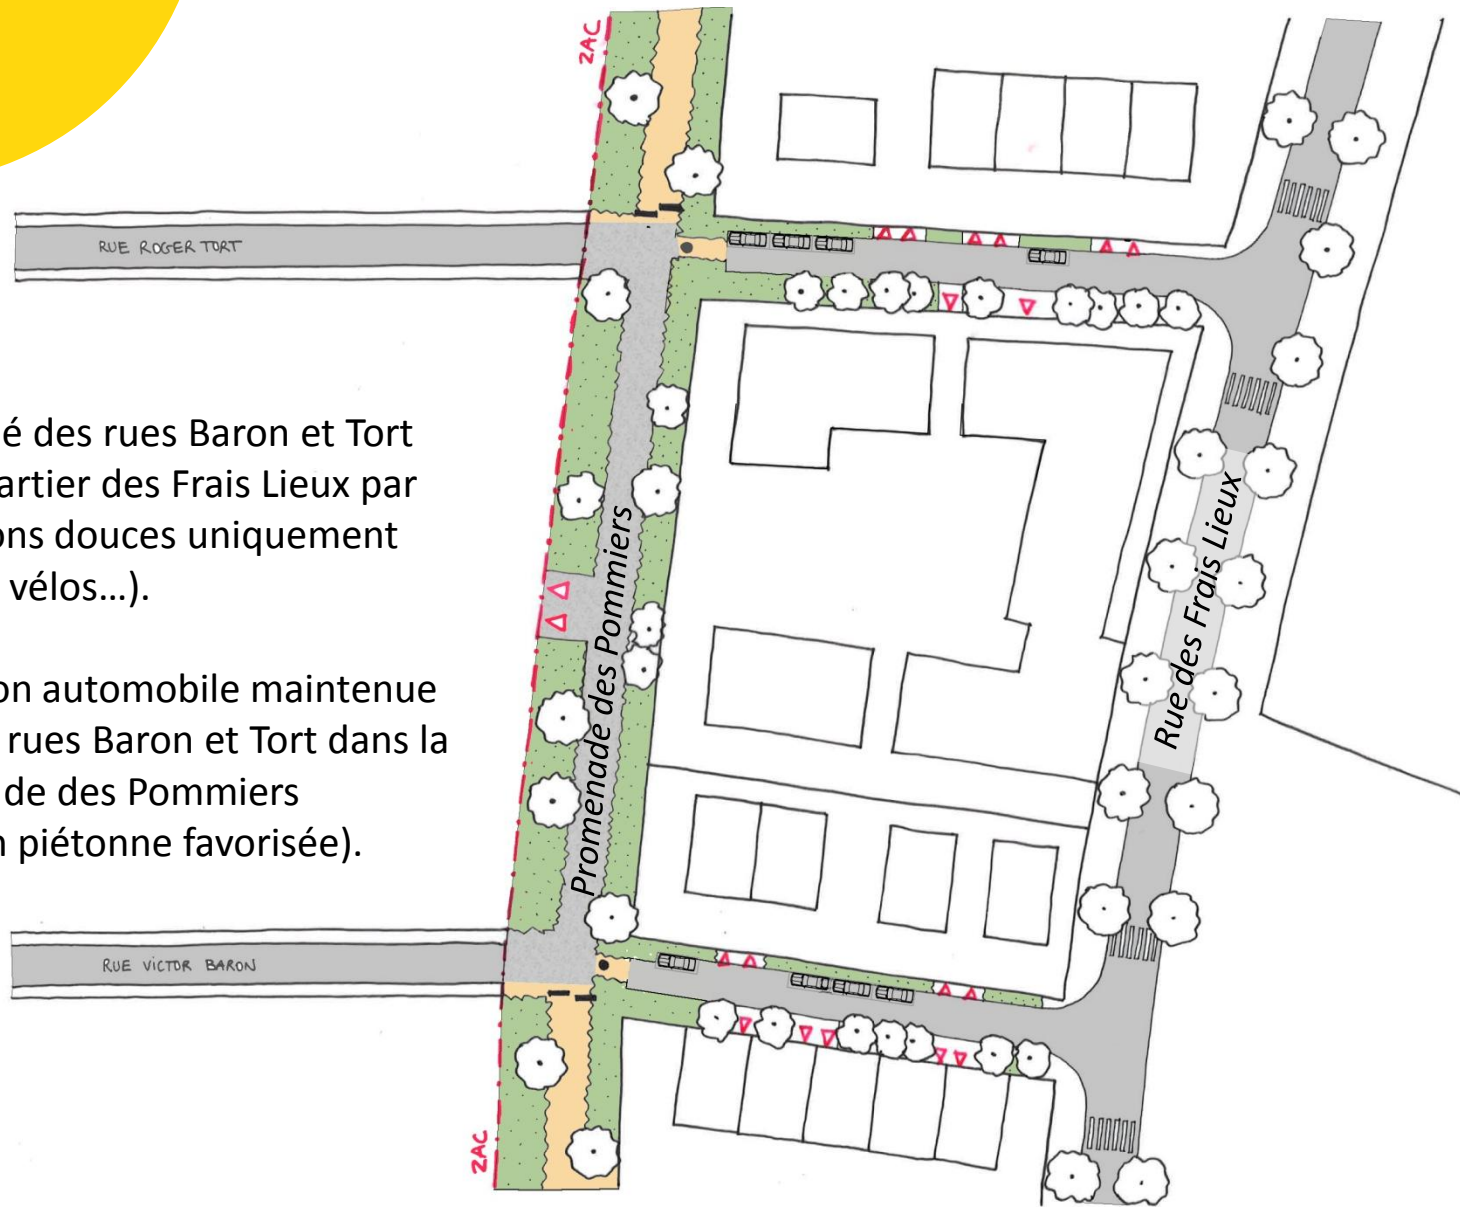 ZAC
RUE ROGER TORT
é des rues Baron et Tort
artier des Frais Lieux par
ons douces uniquement
vélos...).
on automobile maintenue
rues Baron et Tort dans la
de des Pommiers
n piétonne favorisée).
Promenade des Pommiers
Rue des Frais Lieux
RUE VICTOR BARON
ZAC